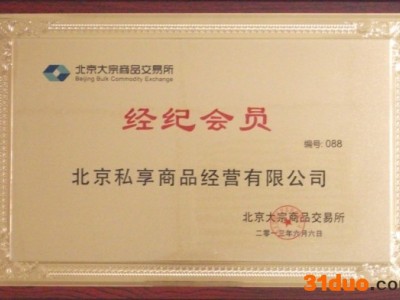 北京大宗商品交易所
Beijing Bulk Commodity Exchange
经纪会员
编号: 088
北京私享商品经营有限公司
北京大宗商品交易所
二〇一三年六月六日
31duo.com